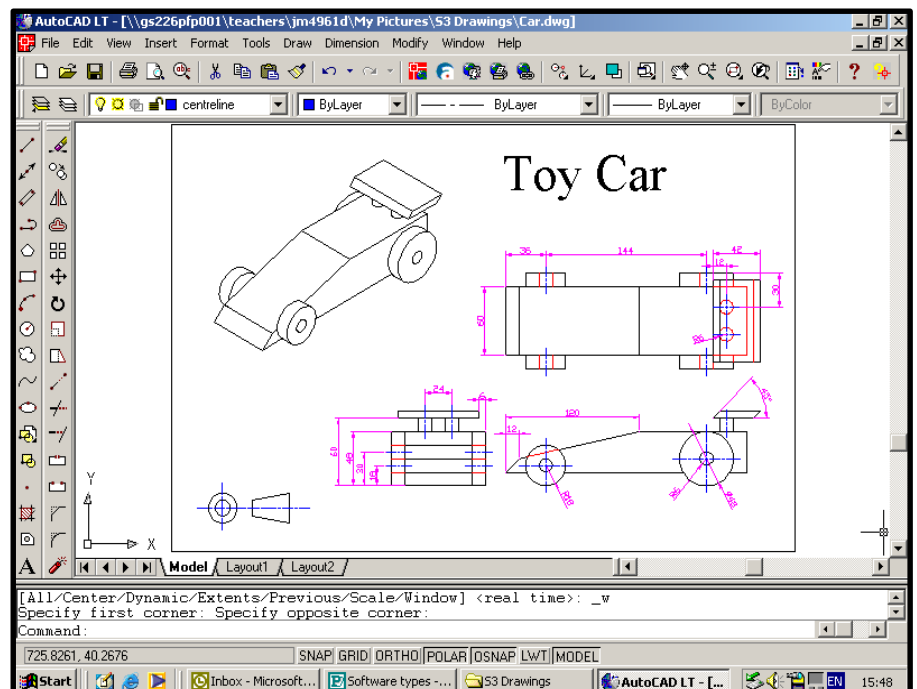 AutoCAD LT - [\\gs226pfp001\teachers\jm4961d\My Pictures\S3 Drawings\Car.dwg]
File Edit View Insert Format Tools Draw Dimension Modify Window Help
centreline ByLayer ByLayer ByLayer ByColor
Toy Car
36 144 42
12
30
60
24 6
120
12
60 48 30 18
Y
X
A
Model Layout1 Layout2
[All/Center/Dynamic/Extents/Previous/Scale/Window] <real time>: _w
Specify first corner: Specify opposite corner:
Command:
725.8261, 40.2676 SNAP GRID ORTHO POLAR OSNAP LWT MODEL
Start Inbox - Microsoft... Software types -... S3 Drawings AutoCAD LT - [... EN 15:48